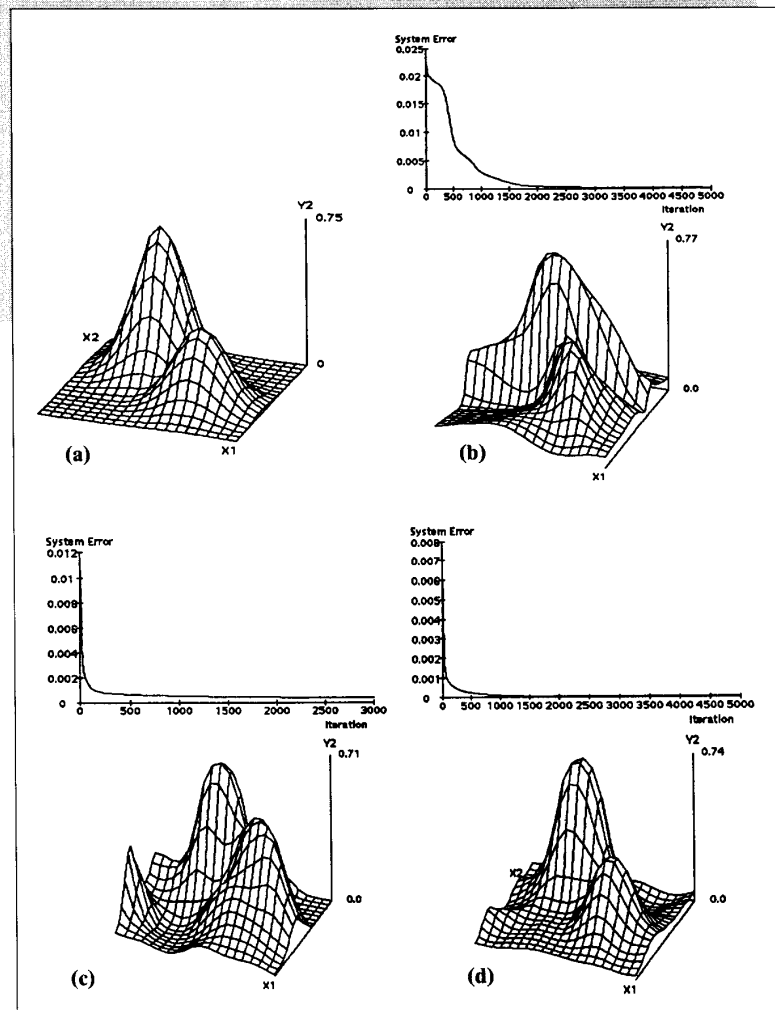 System Error
0.025
0.02
0.015
0.01
0.005
0
0 500 1000 1500 2000 2500 3000 3500 4000 4500 5000
Iteration
Y2
0.75
X2
0
X1
(a)
Y2
0.77
0.0
X1
(b)
System Error
0.012
0.01
0.008
0.006
0.004
0.002
0
0 500 1000 1500 2000 2500 3000
Iteration
Y2
0.71
0.0
X1
(c)
System Error
0.008
0.007
0.006
0.005
0.004
0.003
0.002
0.001
0
0 500 1000 1500 2000 2500 3000 3500 4000 4500 5000
Iteration
Y2
0.74
X2
0.0
X1
(d)